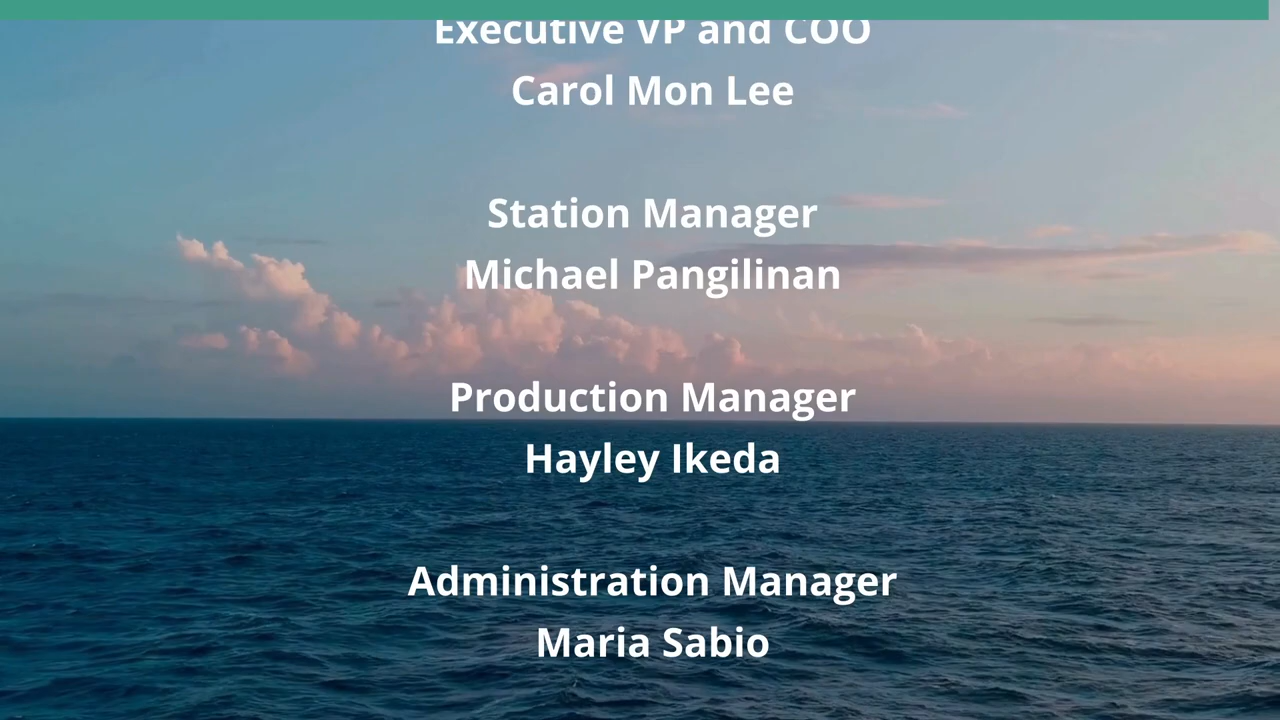 Executive VP and COO
Carol Mon Lee
Station Manager
Michael Pangilinan
Production Manager
Hayley Ikeda
Administration Manager
Maria Sabio